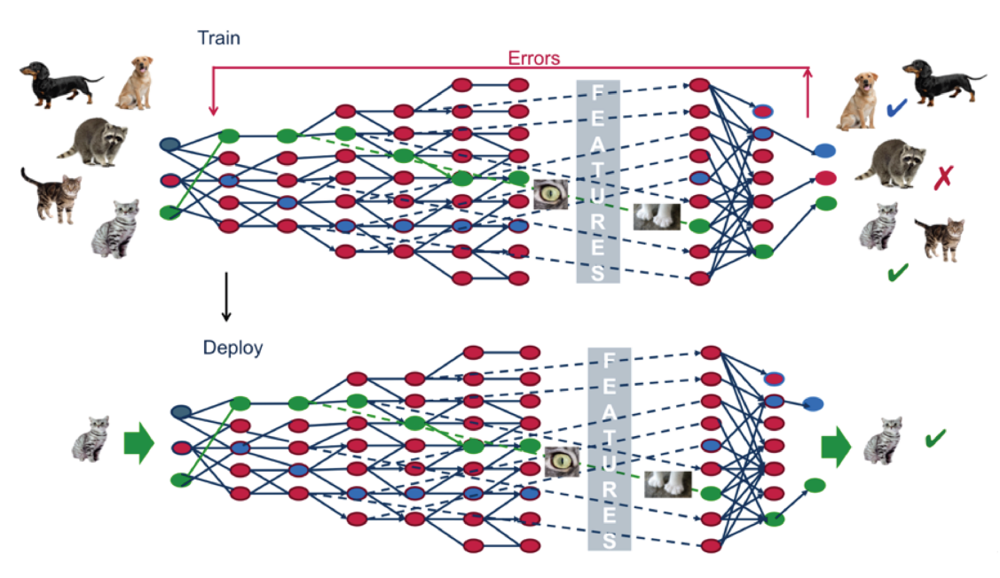 Train
Errors
FEATURES
Deploy
FEATURES